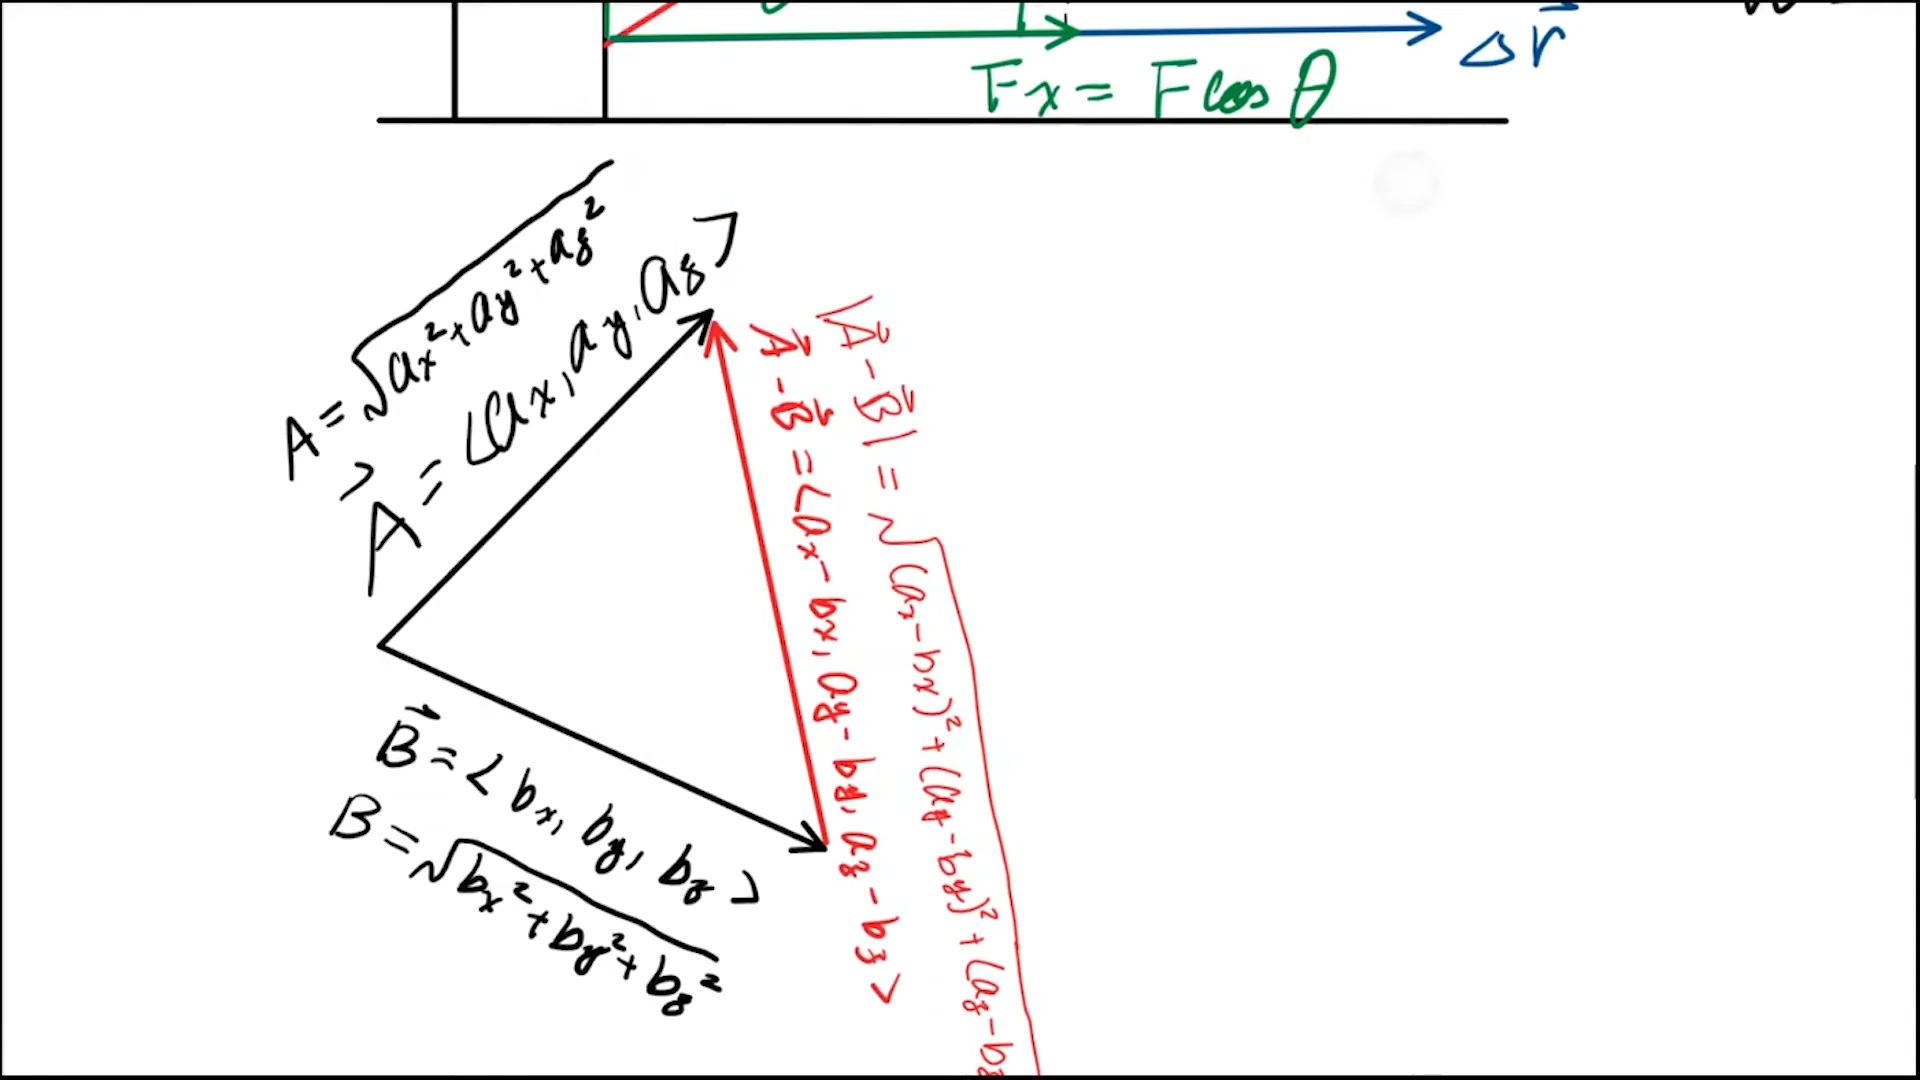 Δr⃗
Fx = F cos θ
A = √ax²+ay²+az²
A⃗ = <ax, ay, az>
A⃗ - B⃗ = <ax - bx, ay - by, az - bz>
|A⃗ - B⃗| = √(ax - bx)² + (ay - by)² + (az - bz
B⃗ = < bx, by, bz >
B = √bx² + by² + bz²